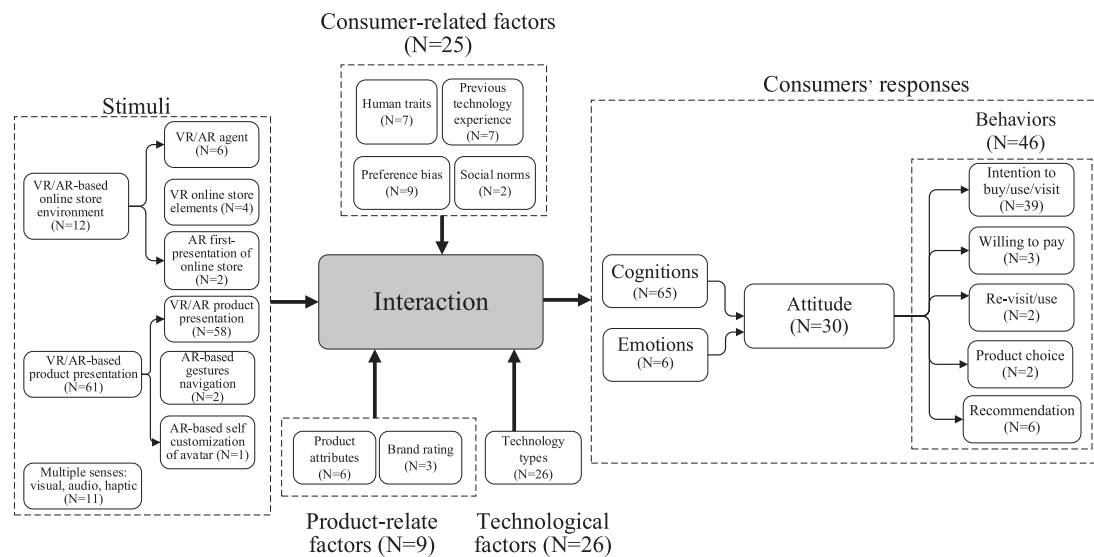 Stimuli
VR/AR-based
online store
environment
(N=12)
VR/AR agent
(N=6)
VR online store
elements (N=4)
AR first-
presentation of
online store
(N=2)
VR/AR-based
product presentation
(N=61)
VR/AR product
presentation
(N=58)
AR-based
gestures navigation
(N=2)
AR-based self
customization
of avatar (N=1)
Multiple senses:
visual, audio, haptic
(N=11)
Consumer-related factors
(N=25)
Human traits
(N=7)
Previous
technology
experience
(N=7)
Preference bias
(N=9)
Social norms
(N=2)
Interaction
Product
attributes
(N=6)
Brand rating
(N=3)
Product-relate
factors (N=9)
Technology
types
(N=26)
Technological
factors (N=26)
Consumers’ responses
Cognitions
(N=65)
Emotions
(N=6)
Attitude
(N=30)
Behaviors
(N=46)
Intention to
buy/use/visit
(N=39)
Willing to pay
(N=3)
Re-visit/use
(N=2)
Product choice
(N=2)
Recommendation
(N=6)